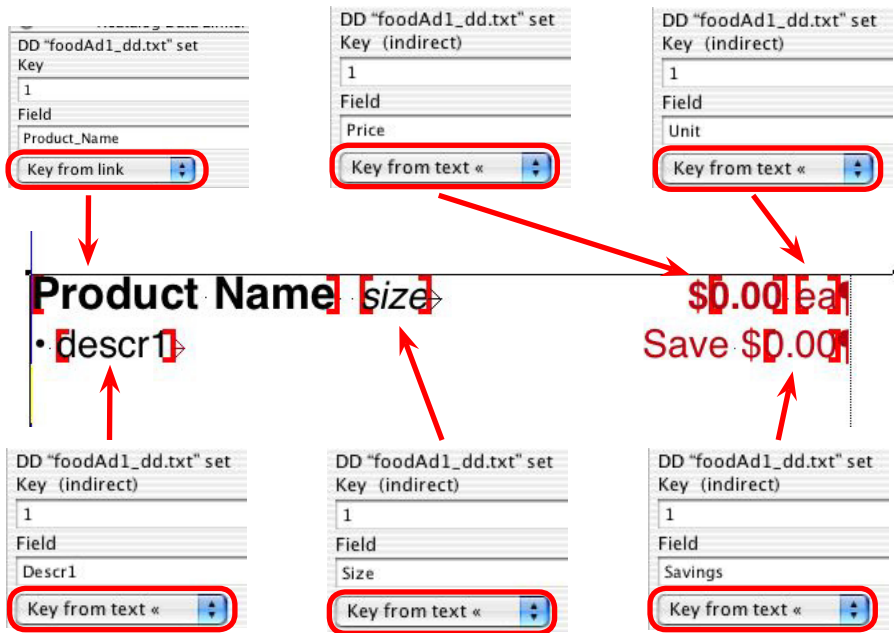 DD "foodAd1_dd.txt" set
Key
1
Field
Product_Name
Key from link
DD "foodAd1_dd.txt" set
Key (indirect)
1
Field
Price
Key from text «
DD "foodAd1_dd.txt" set
Key (indirect)
1
Field
Unit
Key from text «
[Product Name] [size] $[0.00] [ea]¶
• [descr1] Save $[0.00]¶
DD "foodAd1_dd.txt" set
Key (indirect)
1
Field
Descr1
Key from text «
DD "foodAd1_dd.txt" set
Key (indirect)
1
Field
Size
Key from text «
DD "foodAd1_dd.txt" set
Key (indirect)
1
Field
Savings
Key from text «